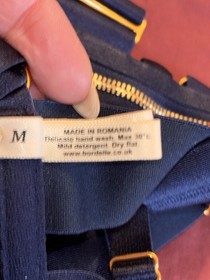 M
MADE IN ROMANIA
Delicate hand wash. Max 30°c.
Mild detergent. Dry flat.
www.bordelle.co.uk